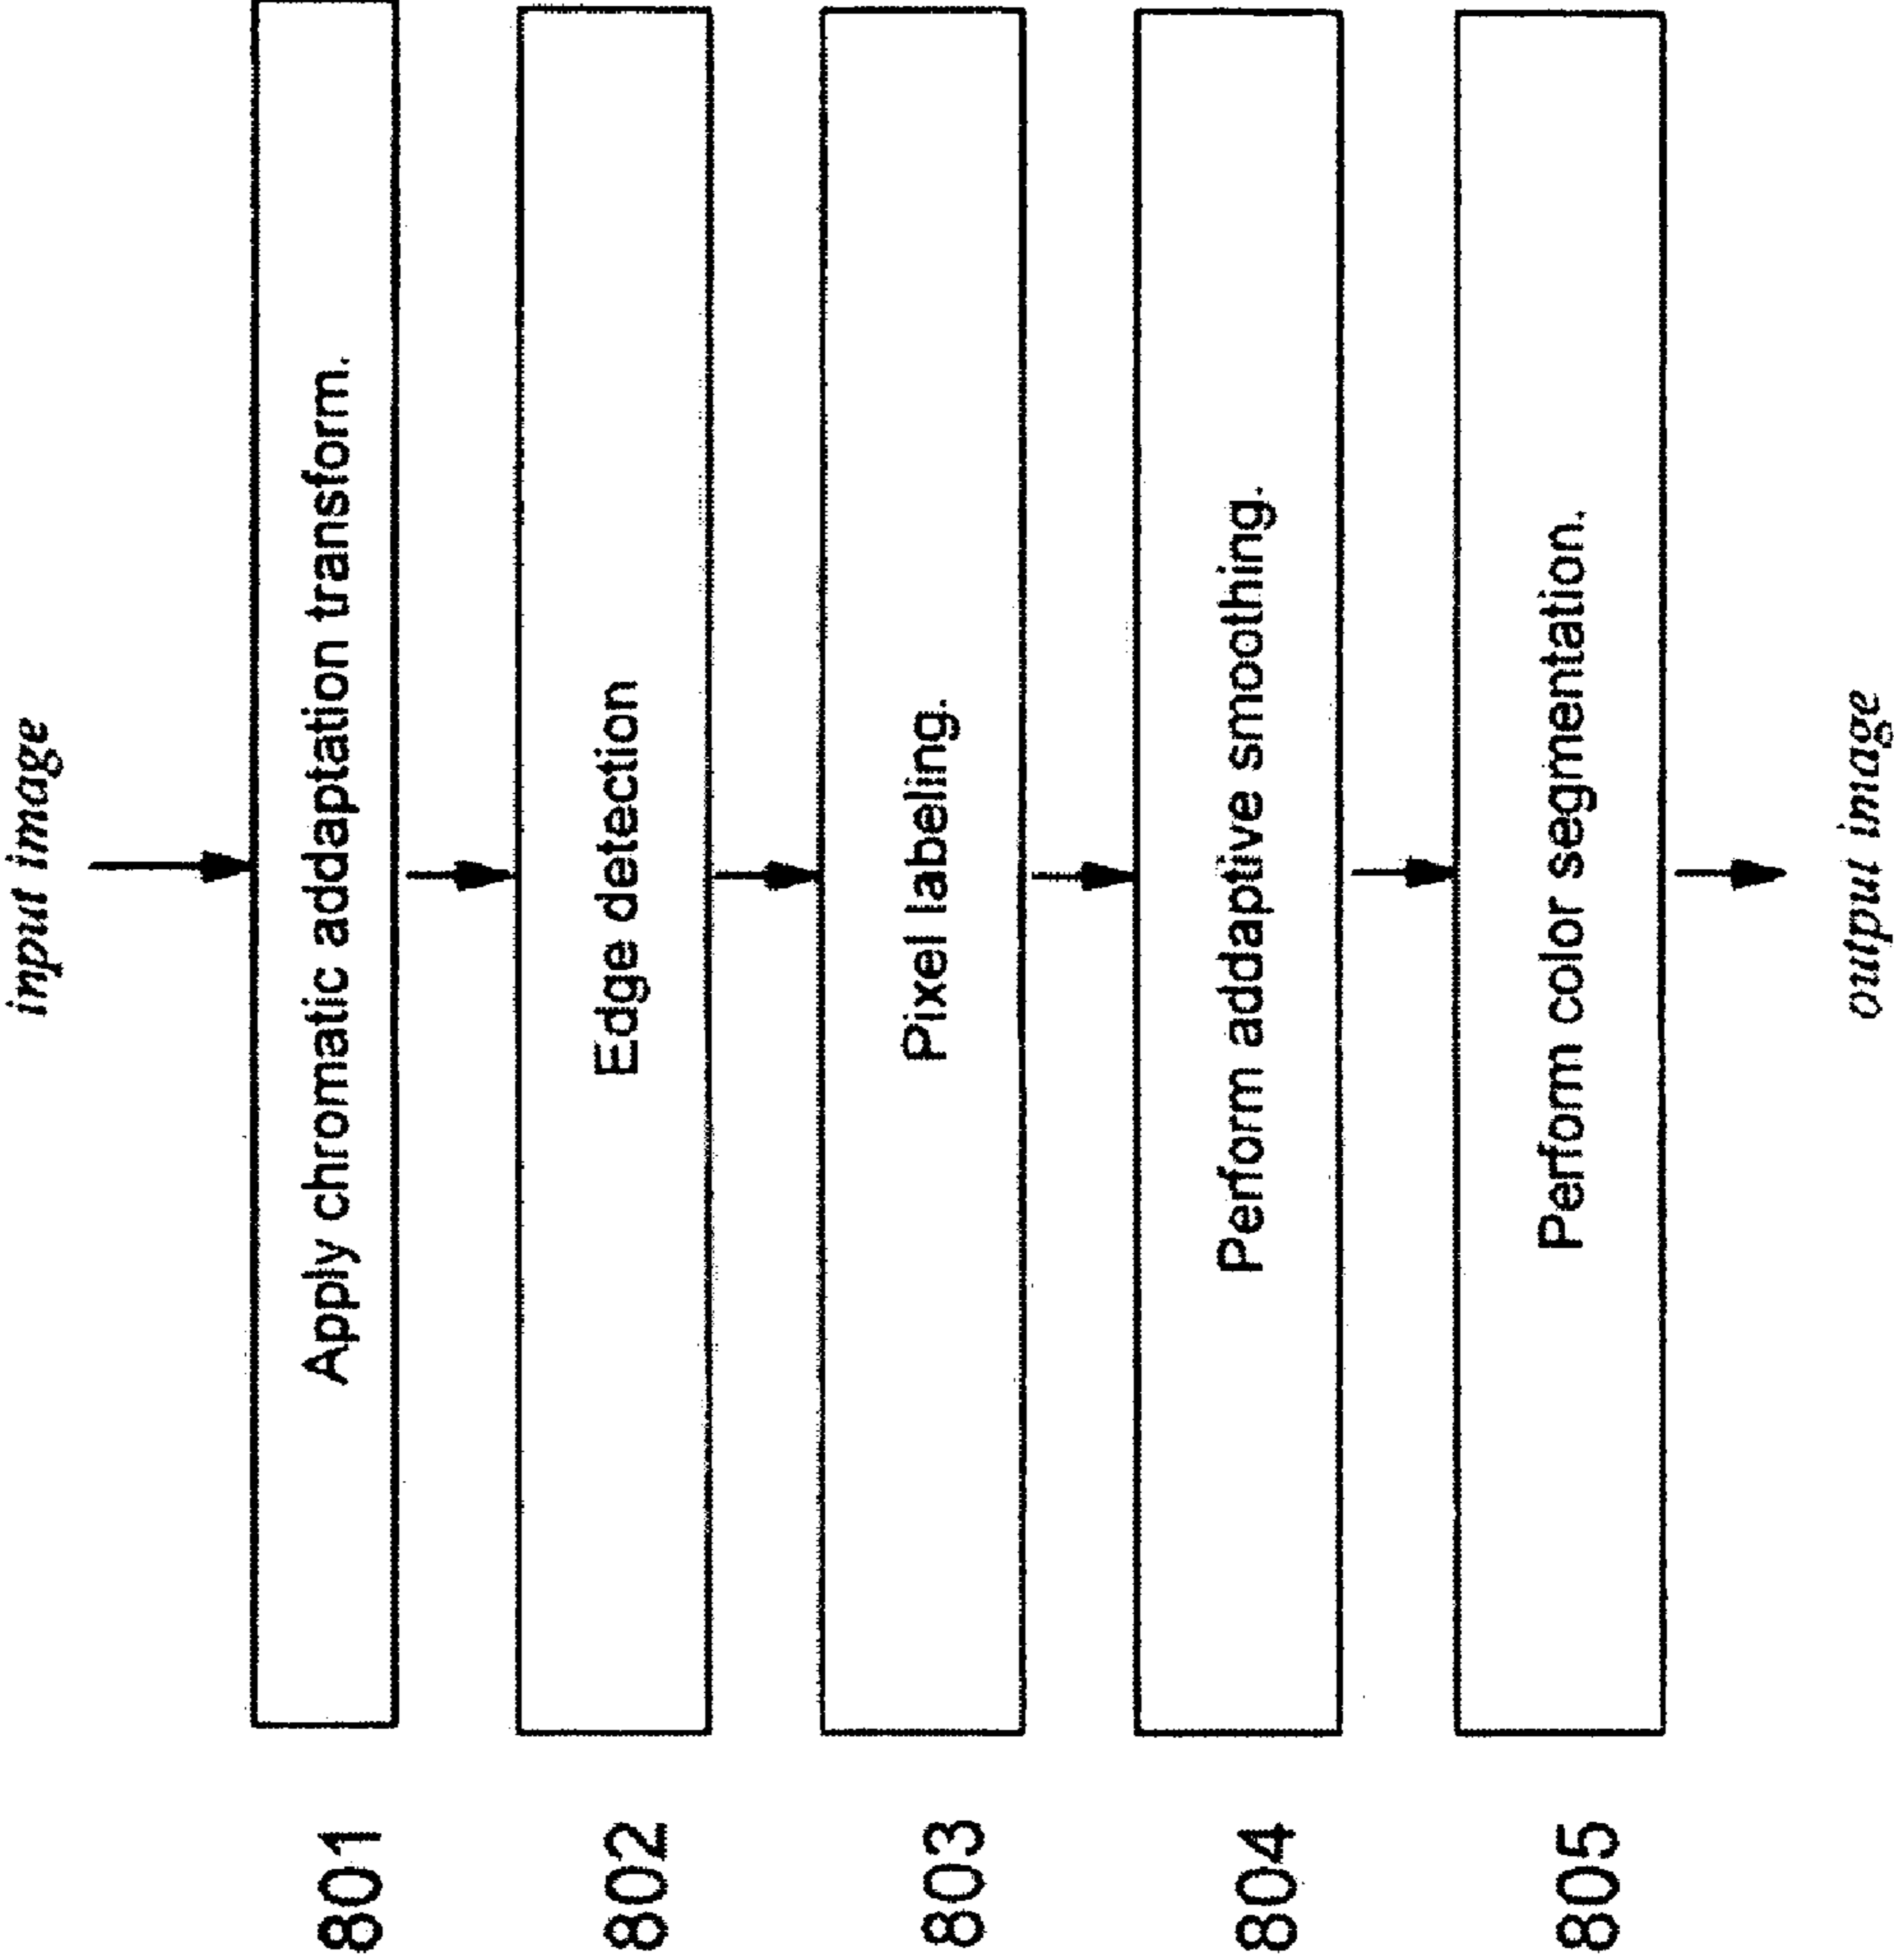 input image
801 Apply chromatic addaptation transform.
802 Edge detection
803 Pixel labeling.
804 Perform addaptive smoothing.
805 Perform color segmentation.
output image